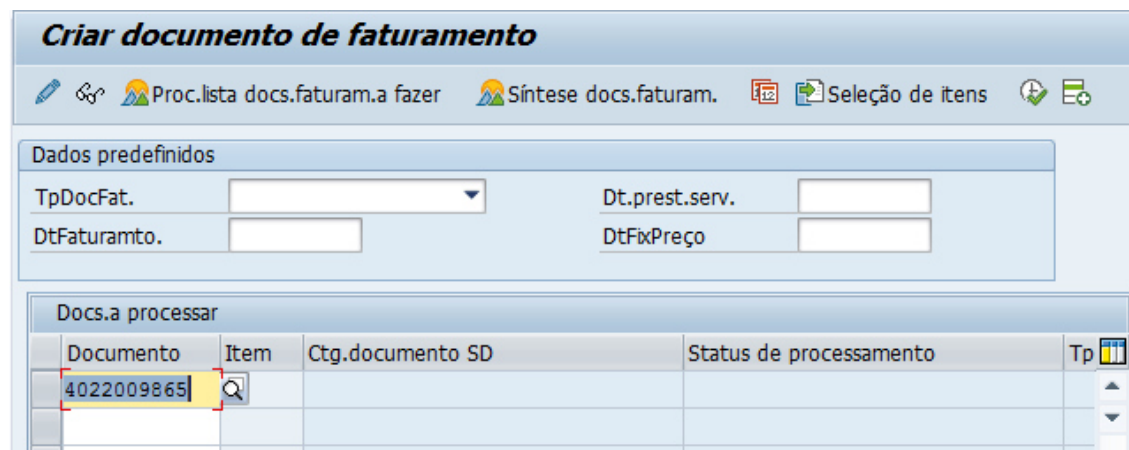 Criar documento de faturamento
Proc.lista docs.faturam.a fazer Síntese docs.faturam. 12 Seleção de itens
Dados predefinidos
TpDocFat. Dt.prest.serv.
DtFaturamto. DtFixPreço
Docs.a processar
Documento Item Ctg.documento SD Status de processamento Tp
4022009865